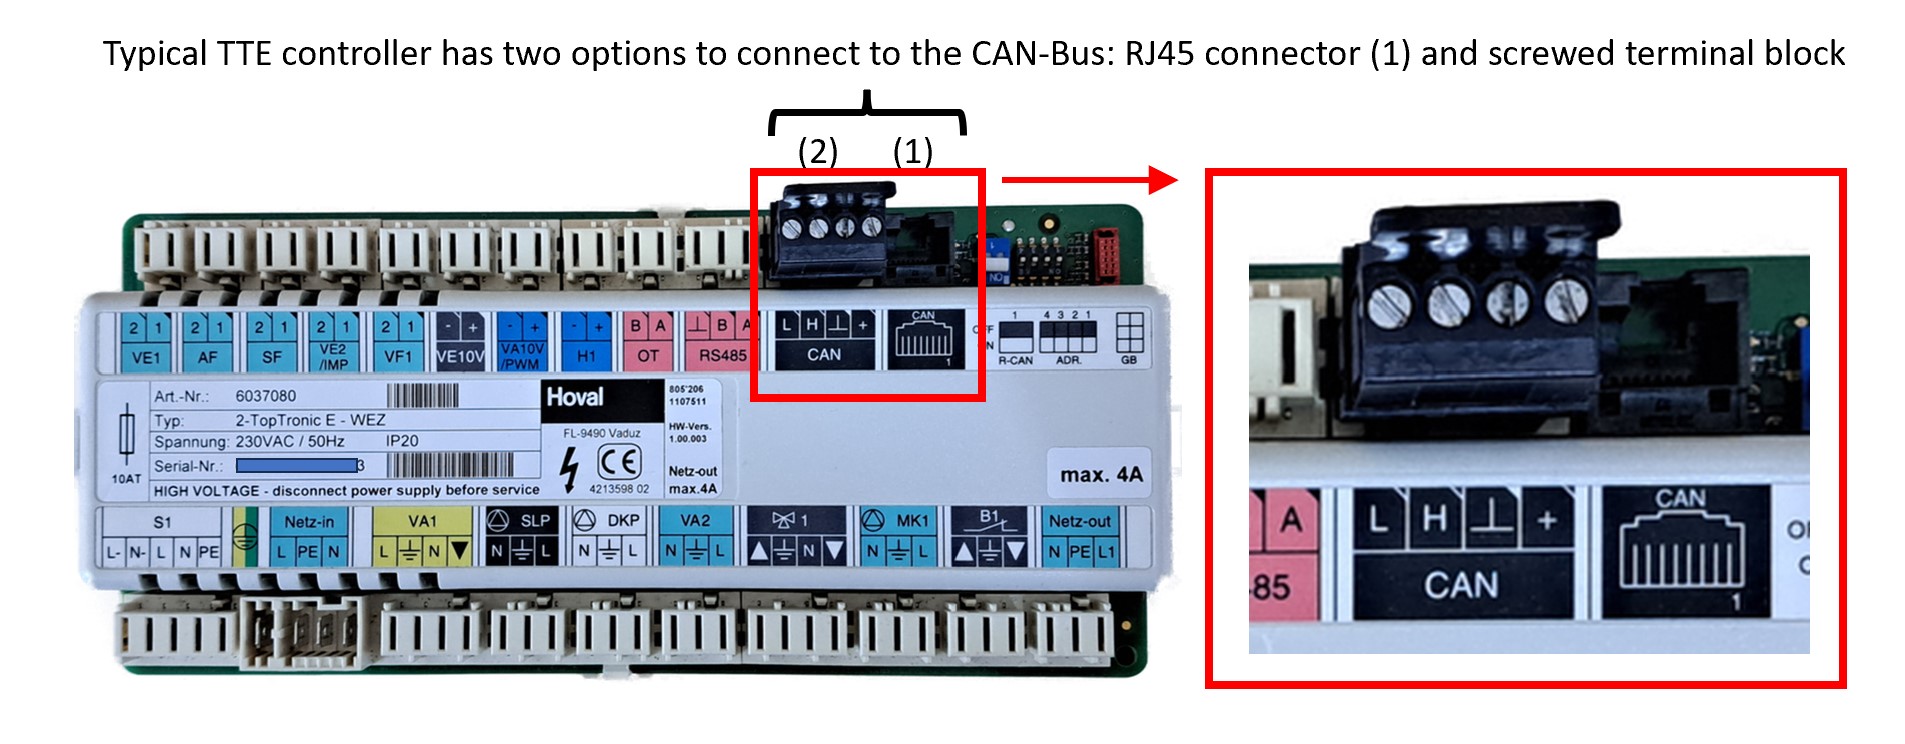 Typical TTE controller has two options to connect to the CAN-Bus: RJ45 connector (1) and screwed terminal block
(2) (1)
2 1 2 1 2 1 2 1 2 1 - + - + - + B A ⊥ B A L H ⊥ + CAN 1 4 3 2 1
VE1 AF SF VE2 /IMP VF1 VE10V VA10V /PWM H1 OT RS485 CAN 1 R-CAN ADR. GB
10AT
Art.-Nr.: 6037080
Typ: 2-TopTronic E - WEZ
Spannung: 230VAC / 50Hz IP20
Serial-Nr.: 3
HIGH VOLTAGE - disconnect power supply before service
Hoval
FL-9490 Vaduz
CE
4213598 02
805'206
1107511
HW-Vers.
1.00.003
Netz-out
max.4A
max. 4A
S1 Netz-in VA1 SLP DKP VA2 1 MK1 B1 Netz-out
L- N- L N PE L PE N L N N L N L N L N N L N PE L1
A L H ⊥ + CAN
85 CAN 1